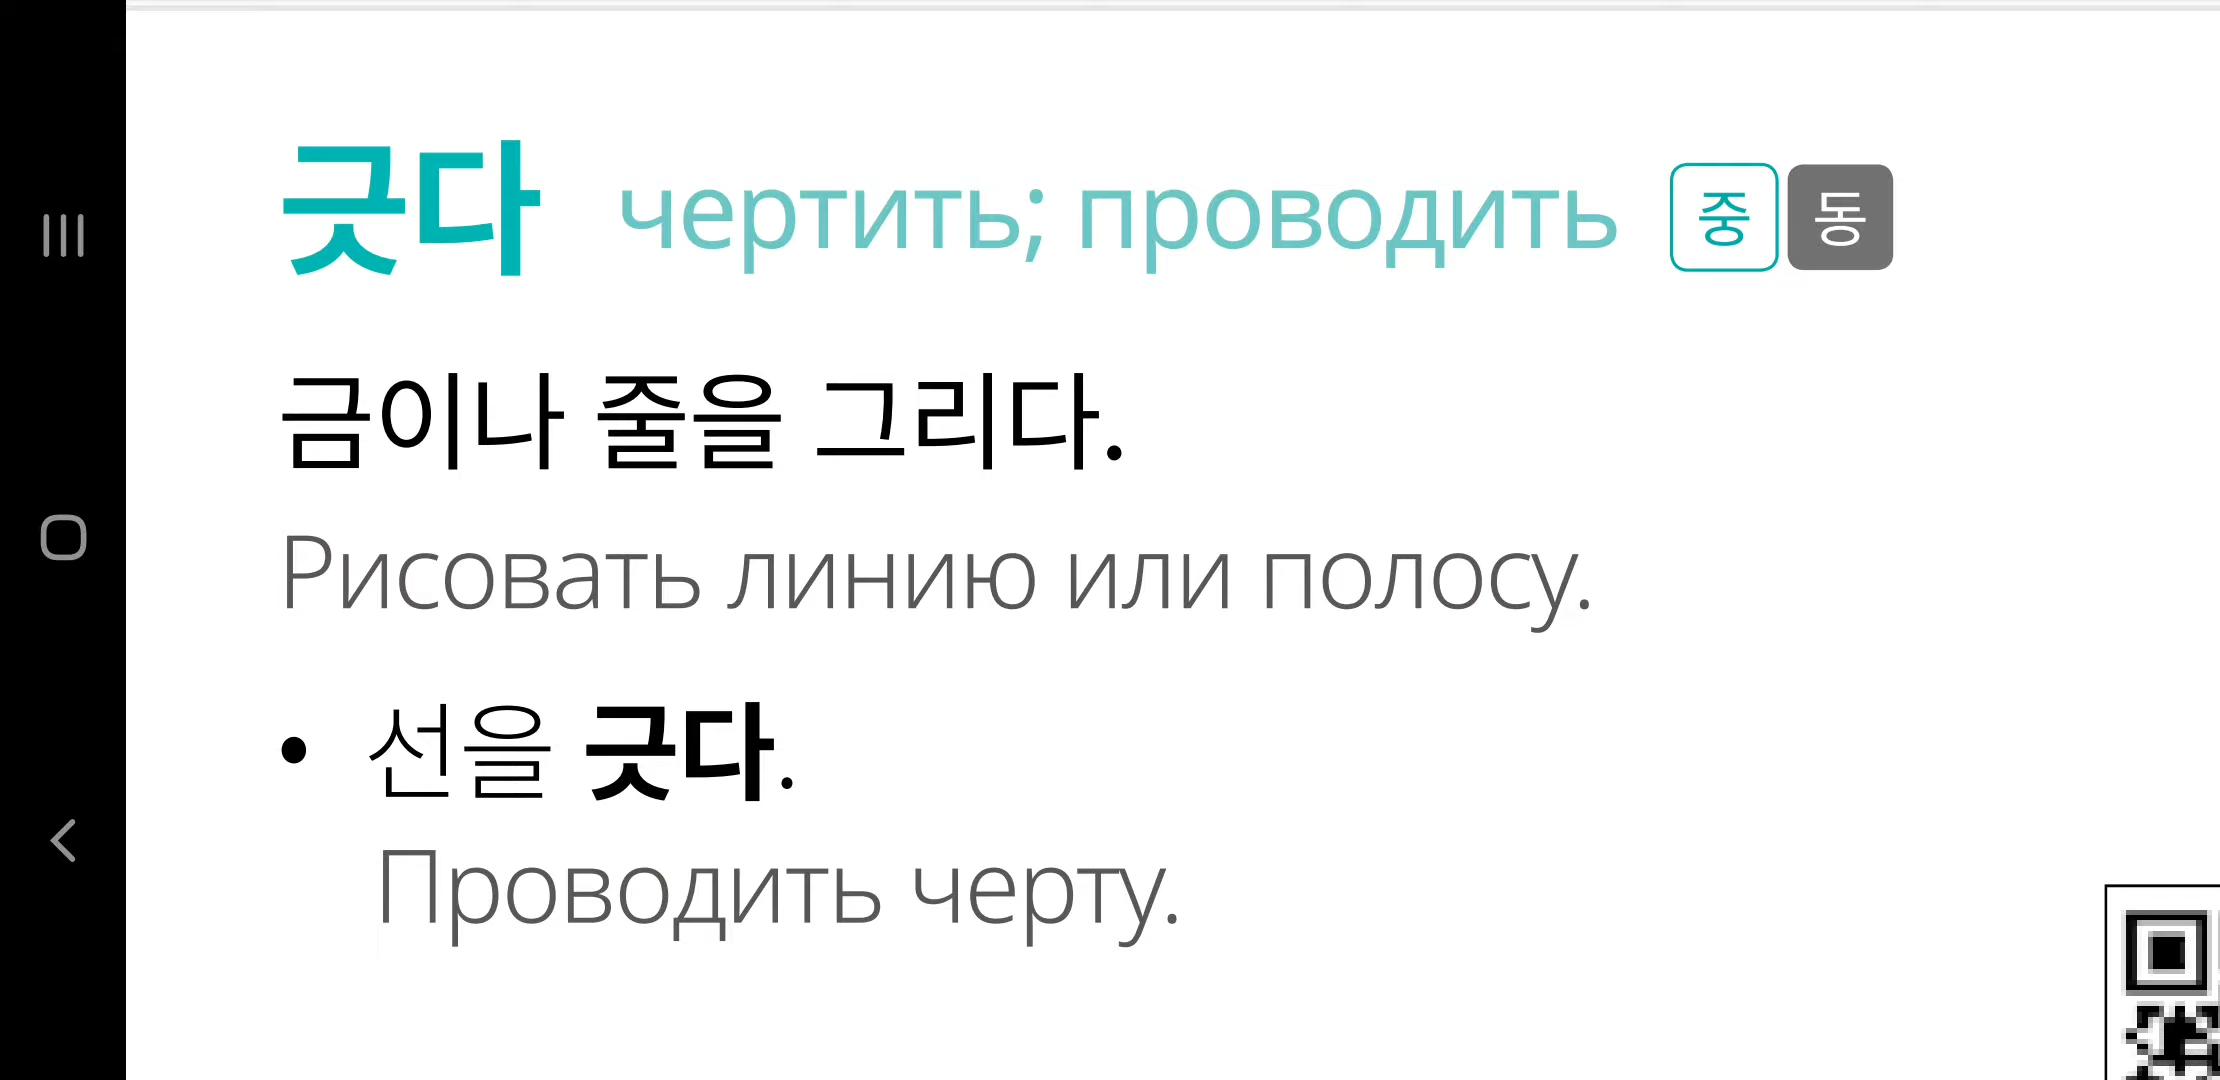 긋다 чертить; проводить 중 동
금이나 줄을 그리다.
Рисовать линию или полосу.
• 선을 긋다.
Проводить черту.